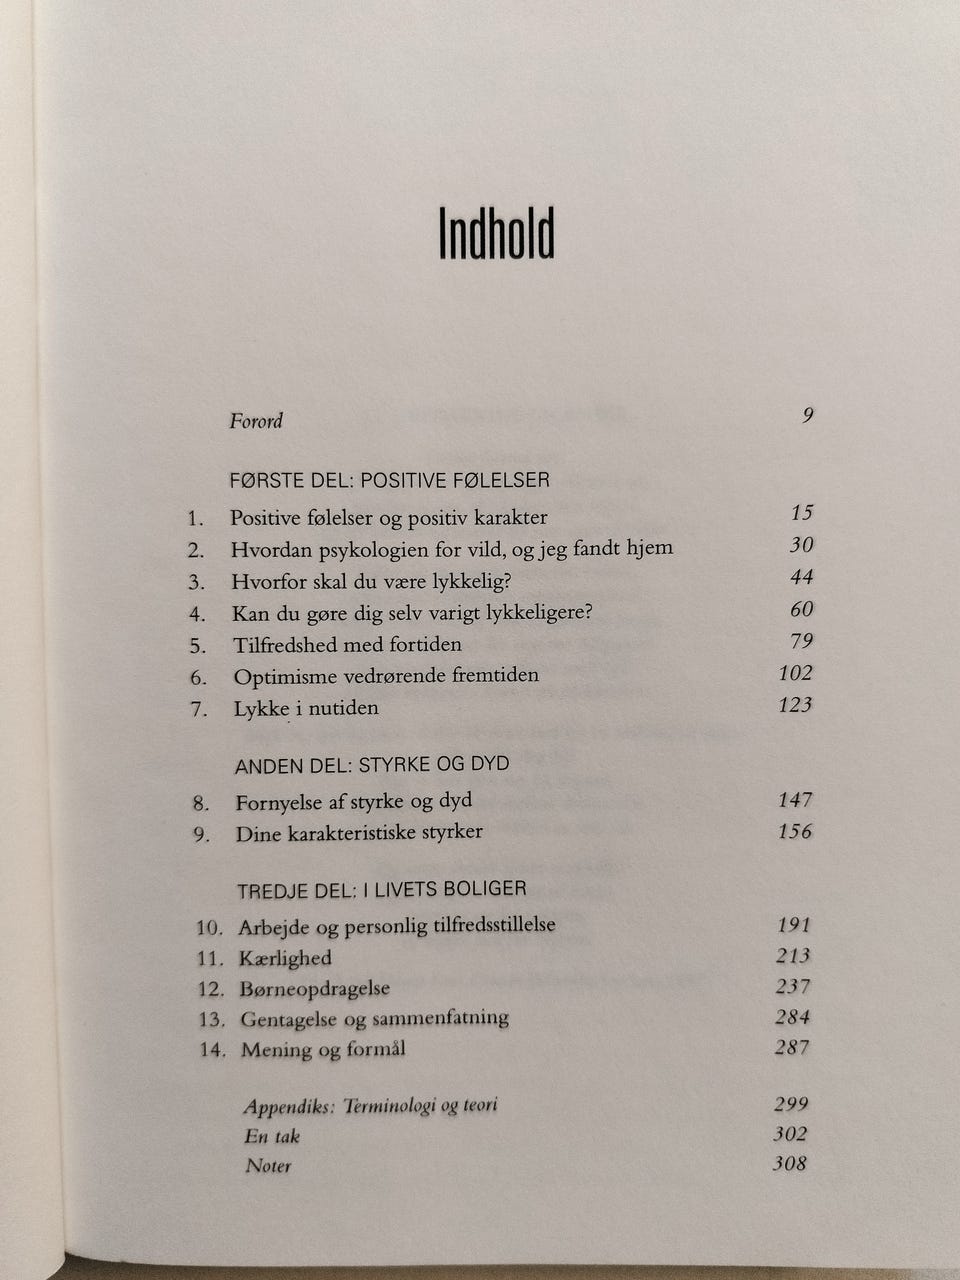 Indhold
Forord 9
FØRSTE DEL: POSITIVE FØLELSER
1. Positive følelser og positiv karakter 15
2. Hvordan psykologien for vild, og jeg fandt hjem 30
3. Hvorfor skal du være lykkelig? 44
4. Kan du gøre dig selv varigt lykkeligere? 60
5. Tilfredshed med fortiden 79
6. Optimisme vedrørende fremtiden 102
7. Lykke i nutiden 123
ANDEN DEL: STYRKE OG DYD
8. Fornyelse af styrke og dyd 147
9. Dine karakteristiske styrker 156
TREDJE DEL: I LIVETS BOLIGER
10. Arbejde og personlig tilfredsstillelse 191
11. Kærlighed 213
12. Børneopdragelse 237
13. Gentagelse og sammenfatning 284
14. Mening og formål 287
Appendiks: Terminologi og teori 299
En tak 302
Noter 308